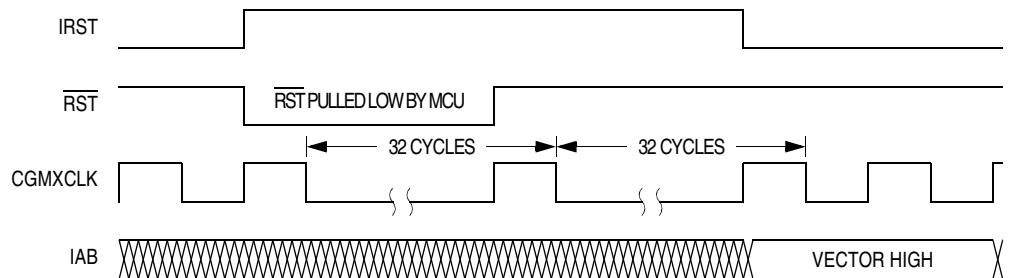 IRST
RST
RST PULLED LOW BY MCU
32 CYCLES
32 CYCLES
CGMXCLK
IAB
VECTOR HIGH